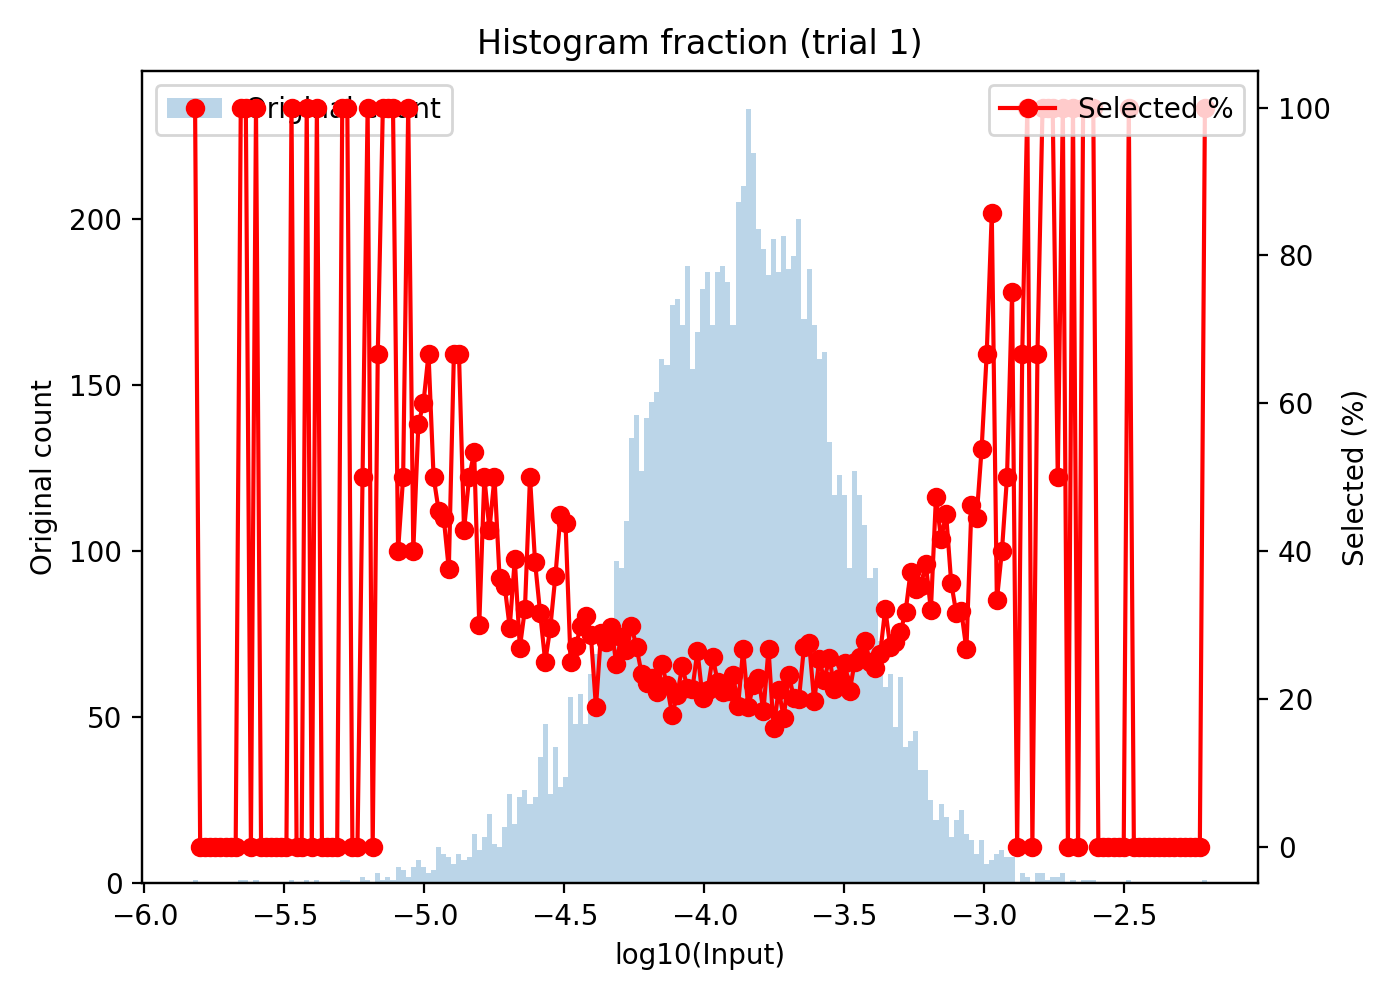 Histogram fraction (trial 1)
Original count
Selected %
200
150
100
50
0
Original count
100
80
60
40
20
0
Selected (%)
−6.0 −5.5 −5.0 −4.5 −4.0 −3.5 −3.0 −2.5
log10(Input)